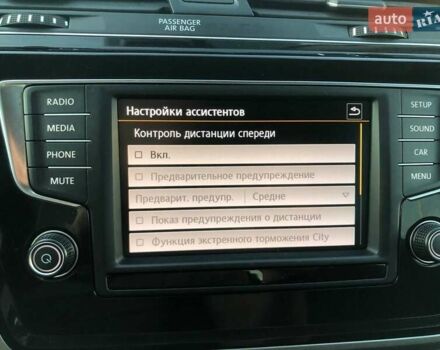 PASSENGER
AIR BAG
auto RIA
RADIO
MEDIA
PHONE
MUTE
SETUP
SOUND
CAR
MENU
Настройки ассистентов
Контроль дистанции спереди
Вкл.
Предварительное предупреждение
Предварит. предупр. Средне
Показ предупреждения о дистанции
Функция экстренного торможения City